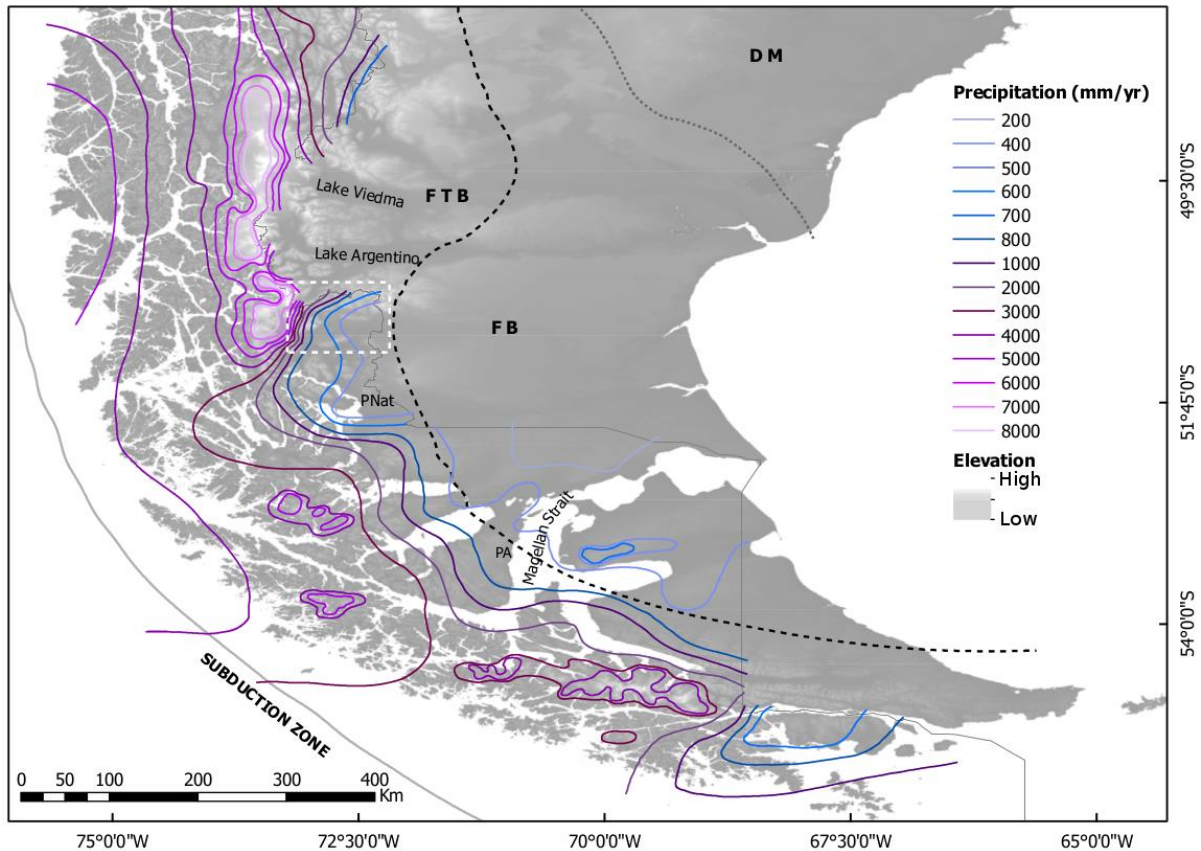 D M
Precipitation (mm/yr)
200
400
500
600
700
800
1000
2000
3000
4000
5000
6000
7000
8000
Elevation
High
Low
Lake Viedma
F T B
Lake Argentino
F B
PNat
PA
Magellan Strait
SUBDUCTION ZONE
0 50 100 200 300 400
Km
49°30'0"S
51°45'0"S
54°0'0"S
75°00'0"W 72°30'0"W 70°00'0"W 67°30'0"W 65°00'0"W